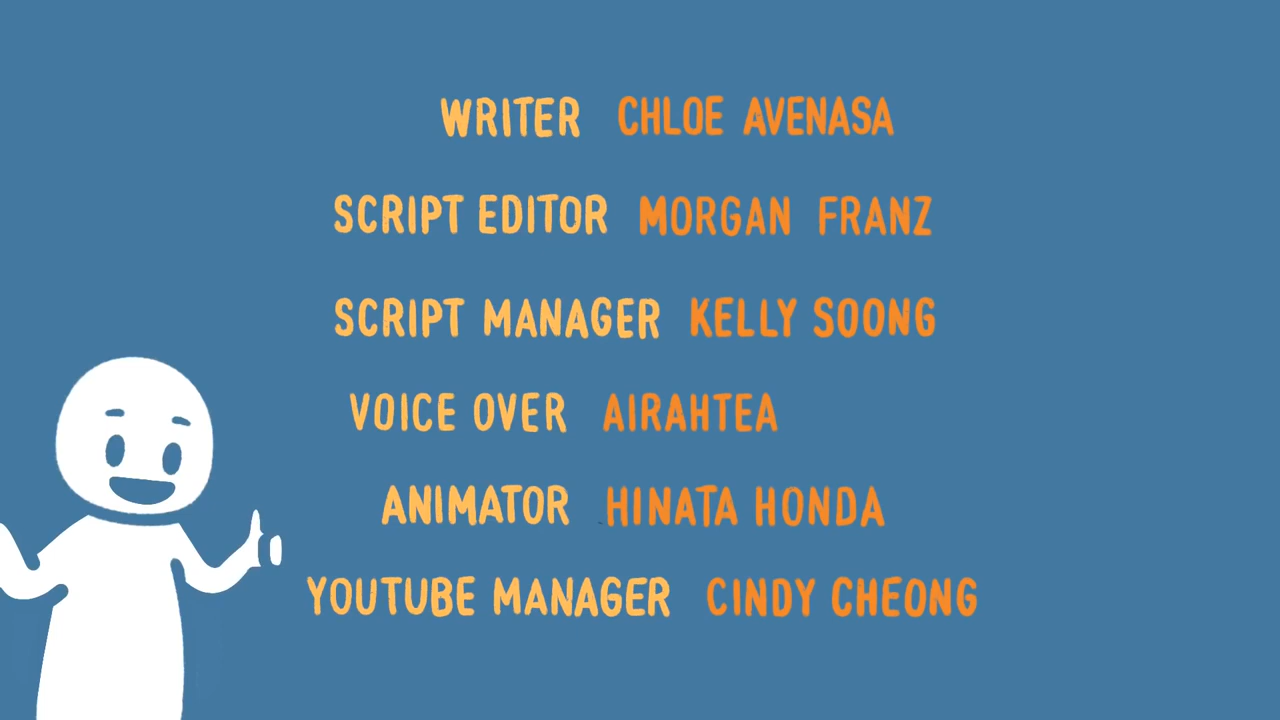 WRITER CHLOE AVENASA
SCRIPT EDITOR MORGAN FRANZ
SCRIPT MANAGER KELLY SOONG
VOICE OVER AIRAHTEA
ANIMATOR HINATA HONDA
YOUTUBE MANAGER CINDY CHEONG